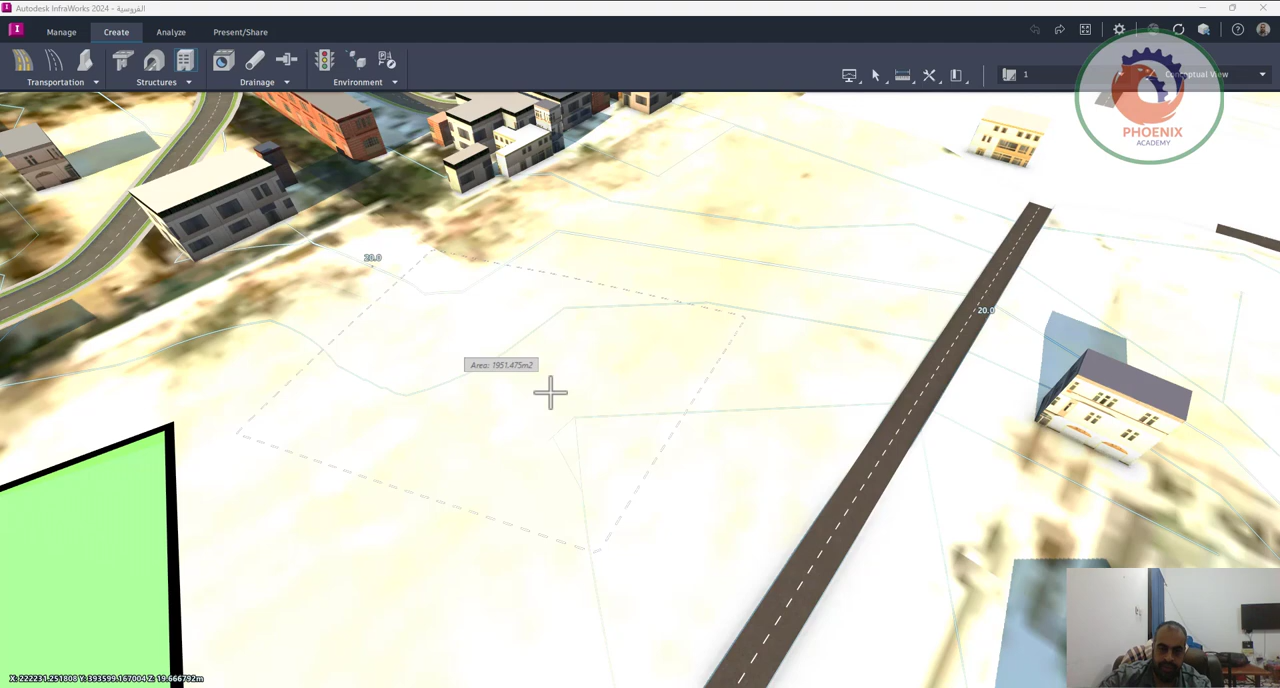 Autodesk InfraWorks 2024 - الفروسية
Manage Create Analyze Present/Share
Transportation Structures Drainage Environment
1
Conceptual View
PHOENIX
ACADEMY
20.0
20.0
Area: 1951.475m2
X: 222231.251808 Y:393599.167004 Z: 19.666792m